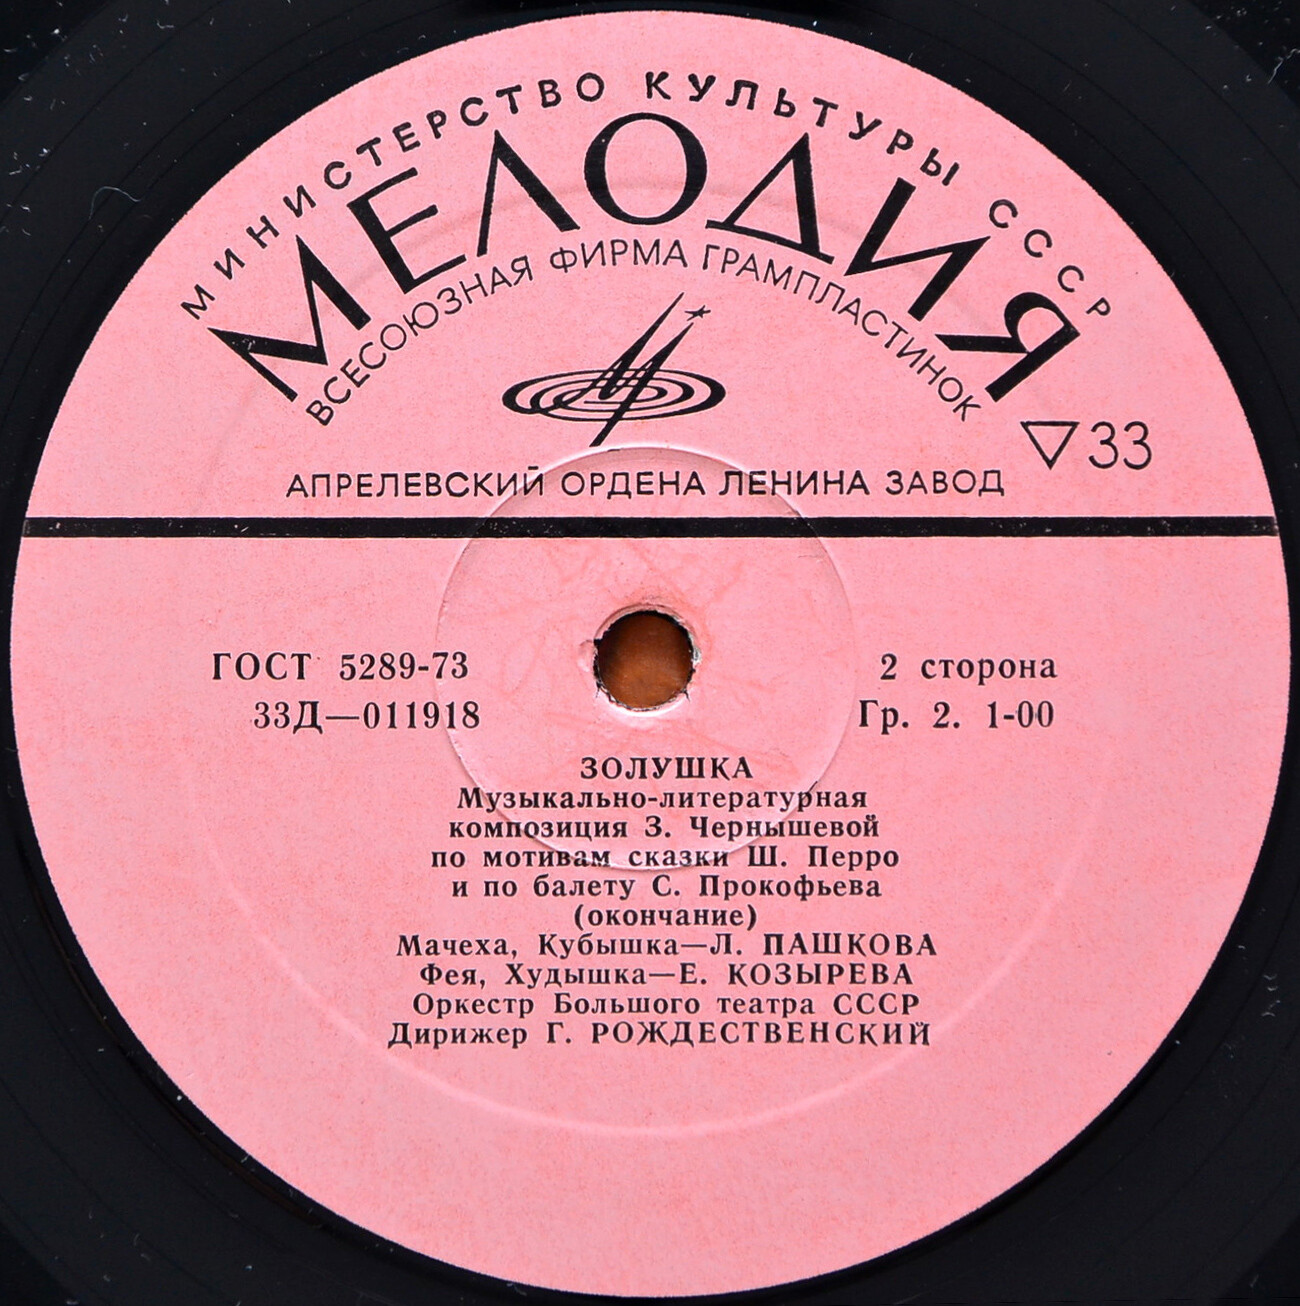 МИНИСТЕРСТВО КУЛЬТУРЫ СССР
МЕЛОДИЯ
ВСЕСОЮЗНАЯ ФИРМА ГРАМПЛАСТИНОК
33
АПРЕЛЕВСКИЙ ОРДЕНА ЛЕНИНА ЗАВОД
ГОСТ 5289-73
2 сторона
33Д—011918
Гр. 2. 1-00
ЗОЛУШКА
Музыкально-литературная
композиция З. Чернышевой
по мотивам сказки Ш. Перро
и по балету С. Прокофьева
(окончание)
Мачеха, Кубышка—Л. ПАШКОВА
Фея, Худышка—Е. КОЗЫРЕВА
Оркестр Большого театра СССР
Дирижер Г. РОЖДЕСТВЕНСКИЙ